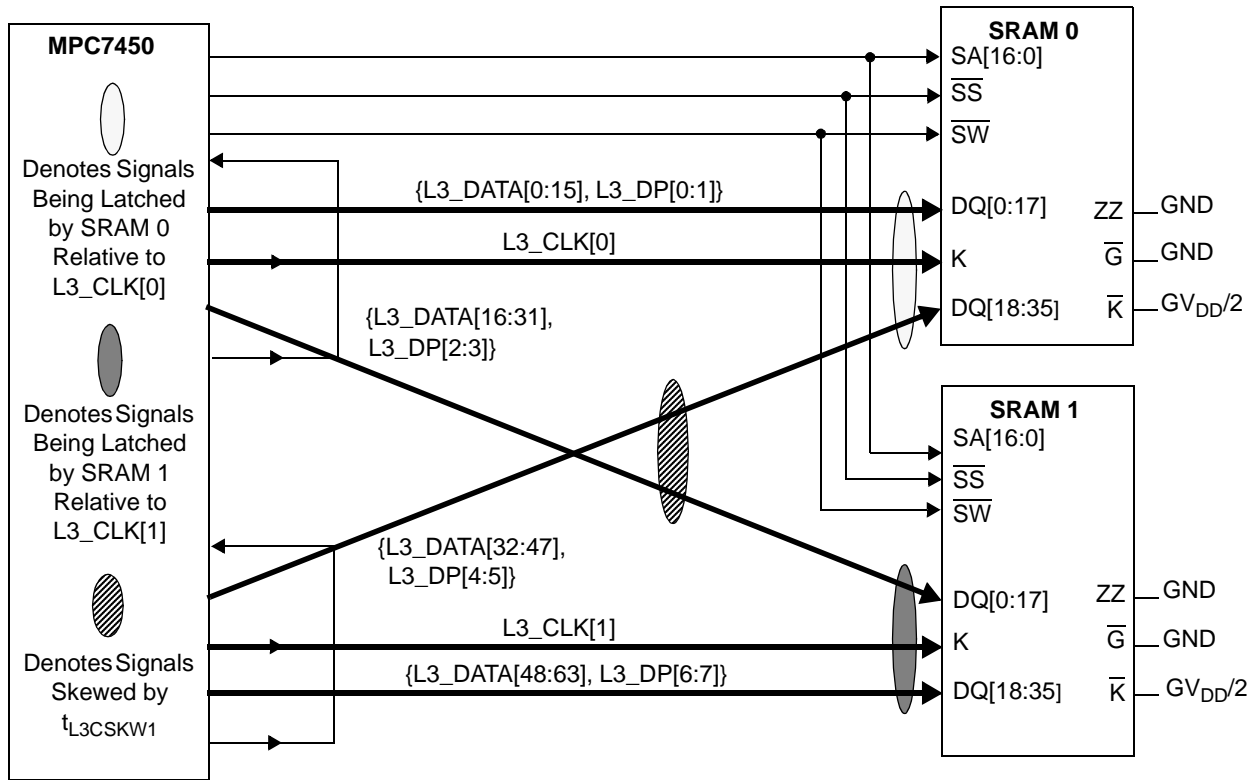 MPC7450
Denotes Signals
Being Latched
by SRAM 0
Relative to
L3_CLK[0]
Denotes Signals
Being Latched
by SRAM 1
Relative to
L3_CLK[1]
Denotes Signals
Skewed by
tL3CSKW1
{L3_DATA[0:15], L3_DP[0:1]}
L3_CLK[0]
{L3_DATA[16:31],
L3_DP[2:3]}
{L3_DATA[32:47],
L3_DP[4:5]}
L3_CLK[1]
{L3_DATA[48:63], L3_DP[6:7]}
SRAM 0
SA[16:0]
S̅S̅
S̅W̅
DQ[0:17]
ZZ
GND
K
G̅
GND
DQ[18:35]
K̅
GVDD/2
SRAM 1
SA[16:0]
S̅S̅
S̅W̅
DQ[0:17]
ZZ
GND
K
G̅
GND
DQ[18:35]
K̅
GVDD/2